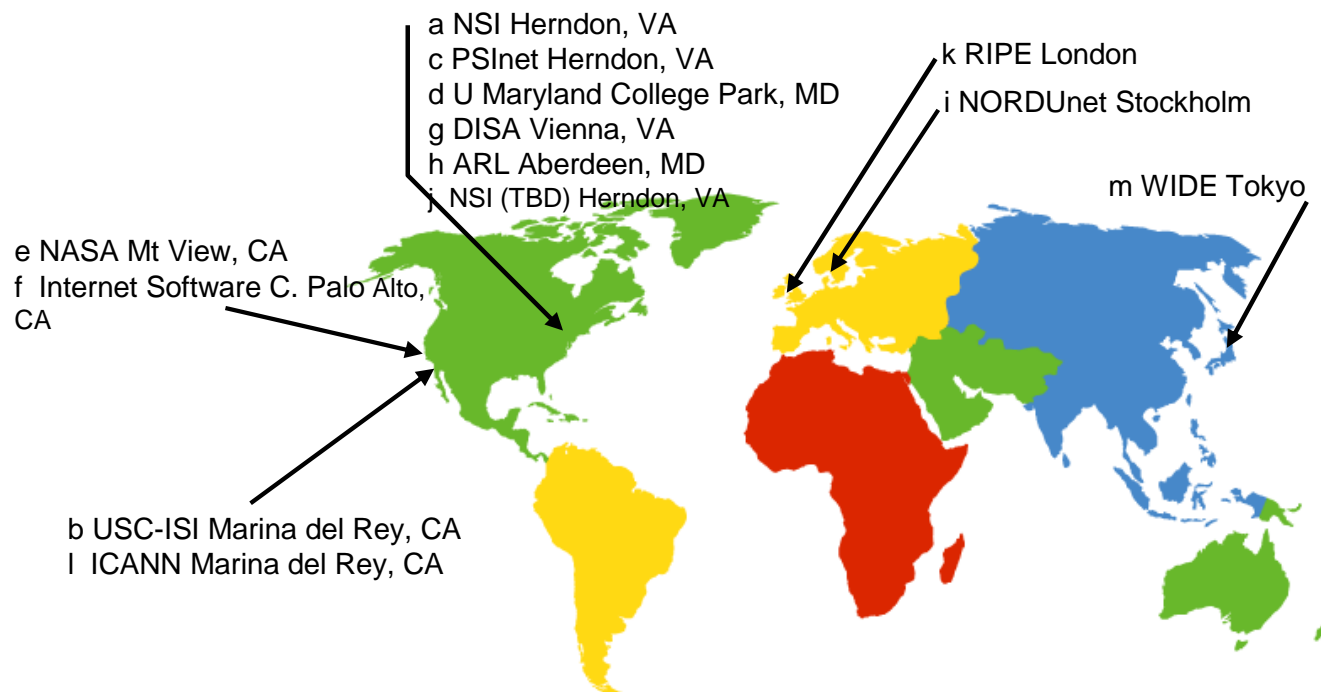 a NSI Herndon, VA
c PSInet Herndon, VA
d U Maryland College Park, MD
g DISA Vienna, VA
h ARL Aberdeen, MD
j NSI (TBD) Herndon, VA
k RIPE London
i NORDUnet Stockholm
m WIDE Tokyo
e NASA Mt View, CA
f Internet Software C. Palo Alto,
CA
b USC-ISI Marina del Rey, CA
l ICANN Marina del Rey, CA